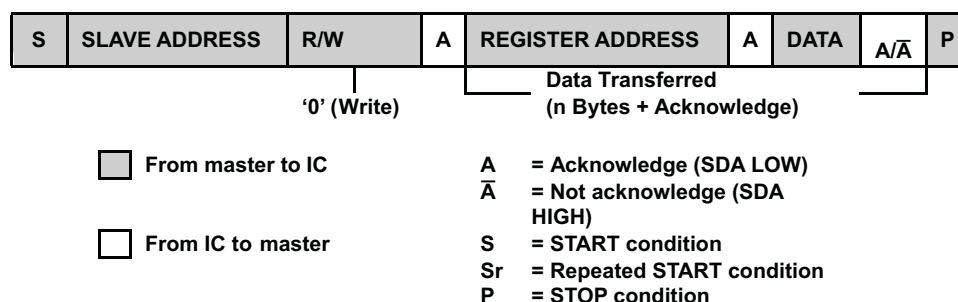 S SLAVE ADDRESS R/W A REGISTER ADDRESS A DATA A/A̅ P
Data Transferred
‘0’ (Write) (n Bytes + Acknowledge)
From master to IC
A = Acknowledge (SDA LOW)
A̅ = Not acknowledge (SDA
HIGH)
From IC to master
S = START condition
Sr = Repeated START condition
P = STOP condition